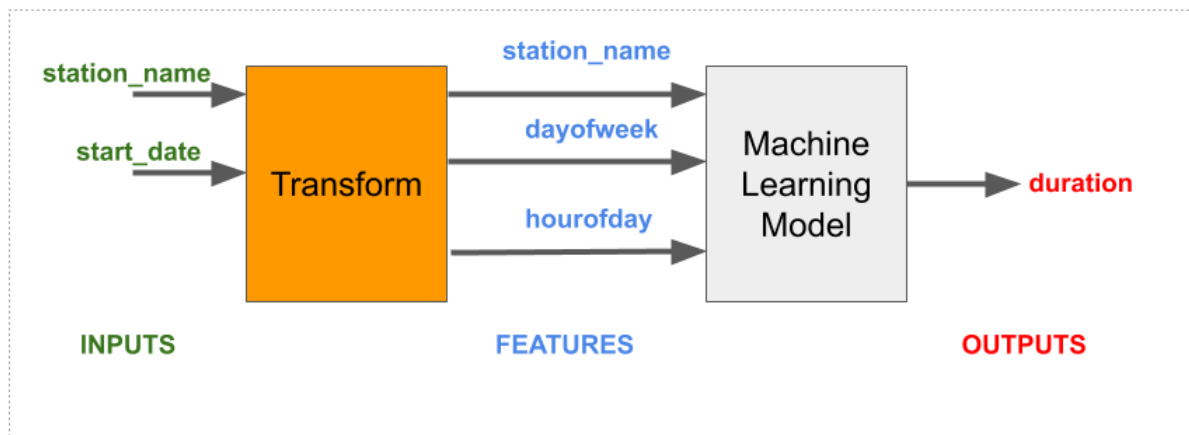 station_name
start_date
Transform
station_name
dayofweek
hourofday
Machine
Learning
Model
duration
INPUTS
FEATURES
OUTPUTS